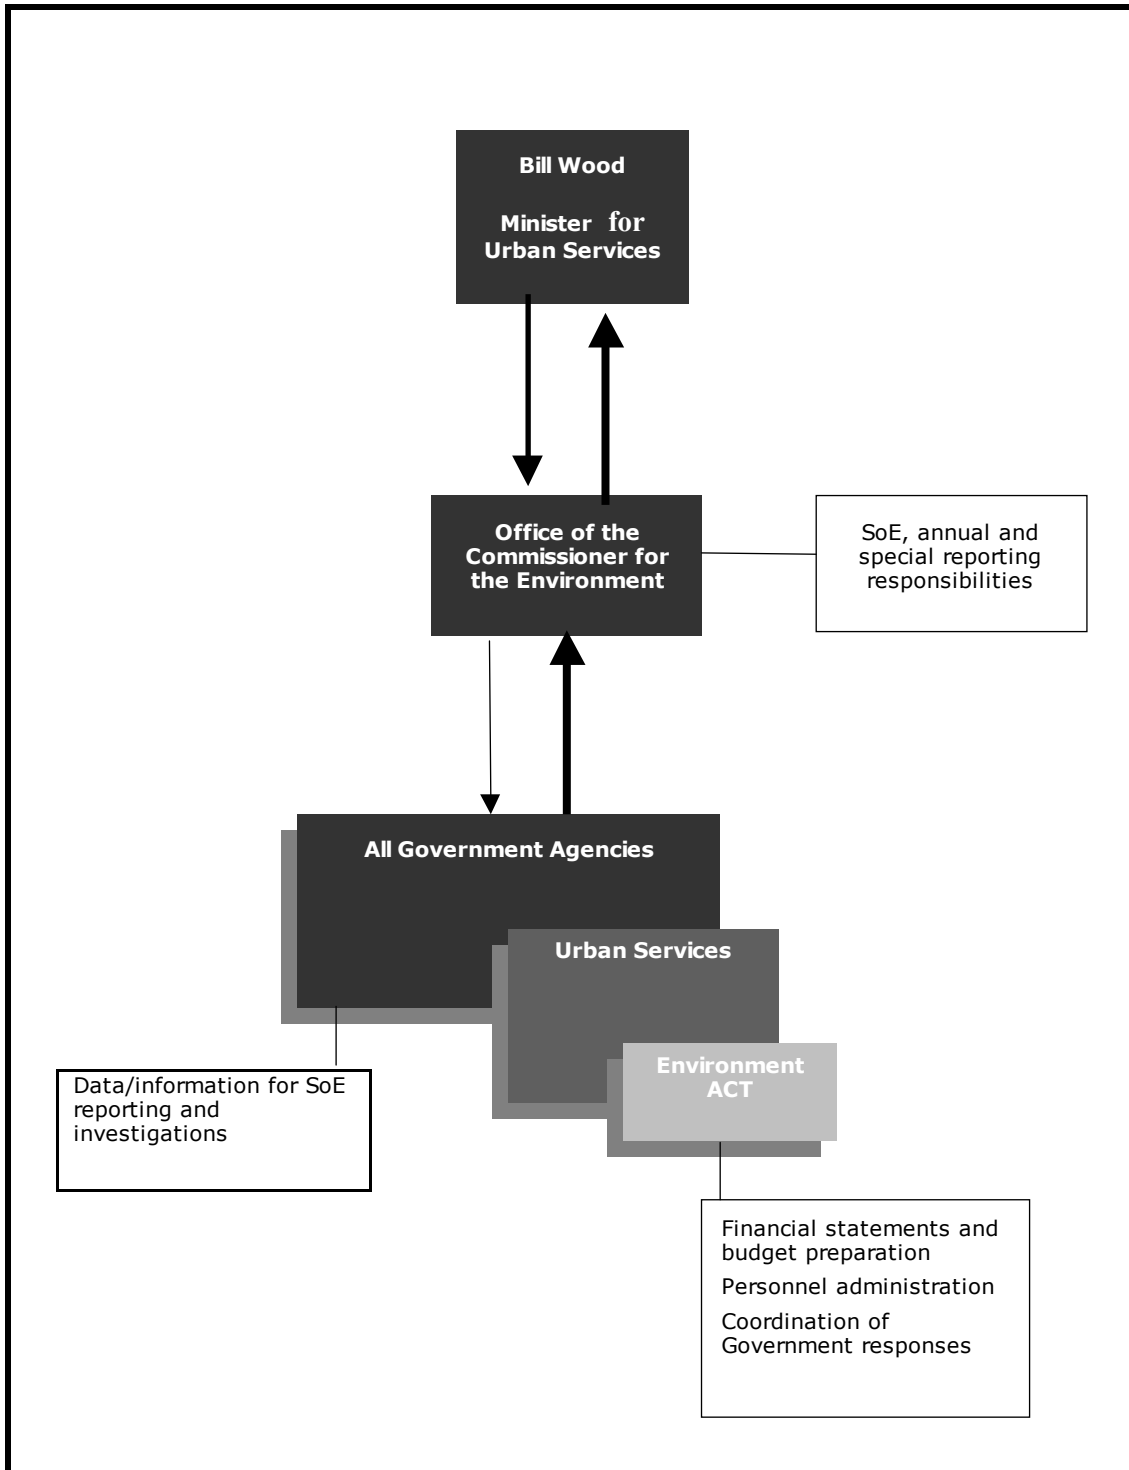 Bill Wood
Minister for
Urban Services
Office of the
Commissioner for
the Environment
SoE, annual and
special reporting
responsibilities
All Government Agencies
Urban Services
Environment
ACT
Data/information for SoE
reporting and
investigations
Financial statements and
budget preparation
Personnel administration
Coordination of
Government responses